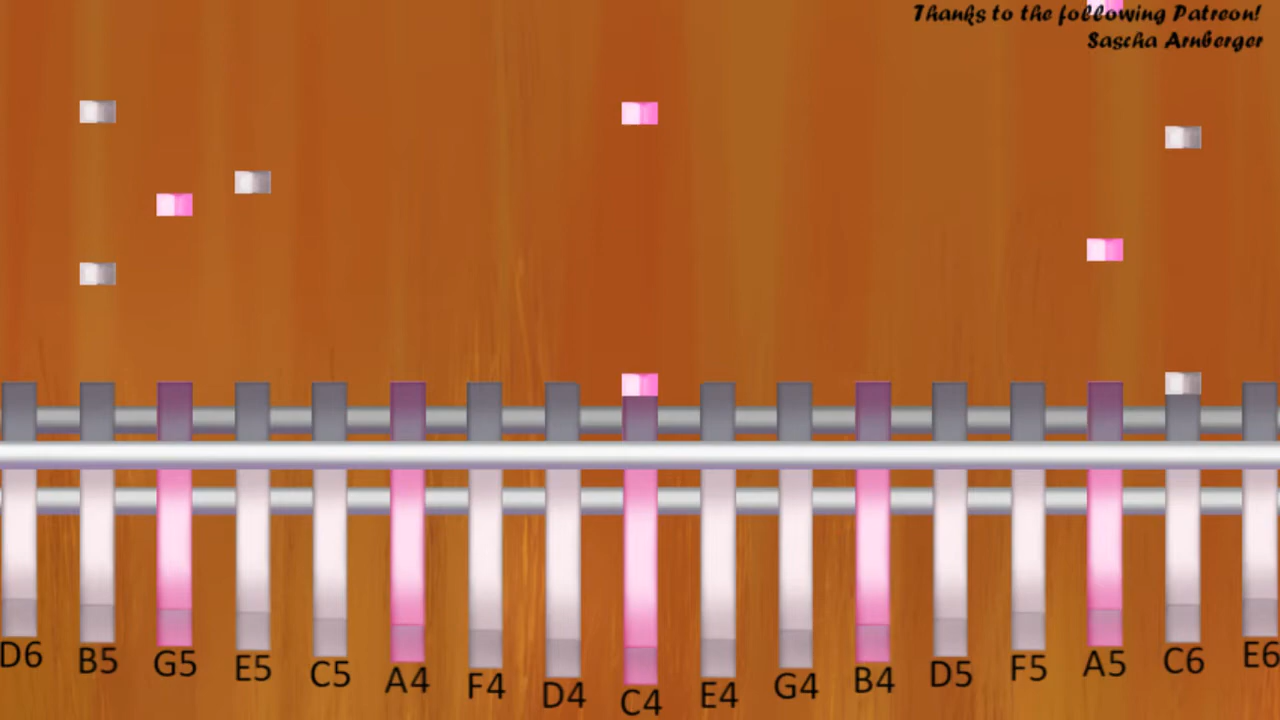 Thanks to the following Patreon!
Sascha Arnberger
D6 B5 G5 E5 C5 A4 F4 D4 C4 E4 G4 B4 D5 F5 A5 C6 E6